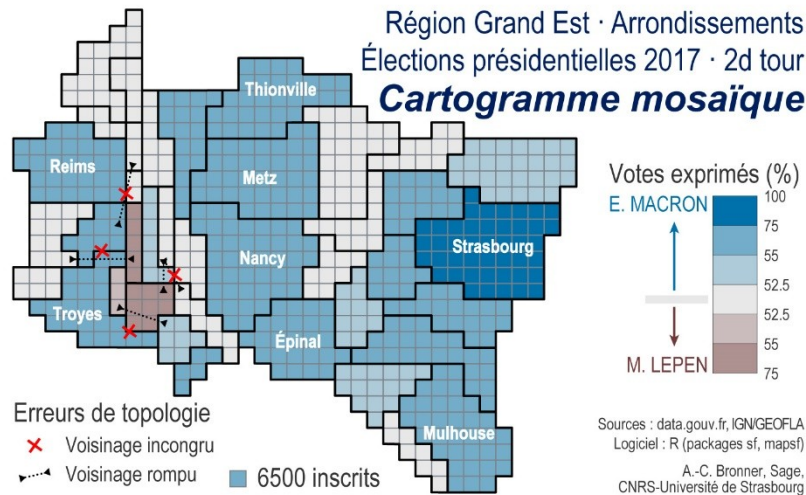 Région Grand Est · Arrondissements
Élections présidentielles 2017 · 2d tour
Cartogramme mosaïque
Thionville
Reims
Metz
Votes exprimés (%)
E. MACRON
100
75
55
52.5
52.5
55
75
M. LEPEN
Strasbourg
Nancy
Troyes
Épinal
Mulhouse
Erreurs de topologie
Voisinage incongru
Voisinage rompu
6500 inscrits
Sources : data.gouv.fr, IGN/GEOFLA
Logiciel : R (packages sf, mapsf)
A.-C. Bronner, Sage,
CNRS-Université de Strasbourg